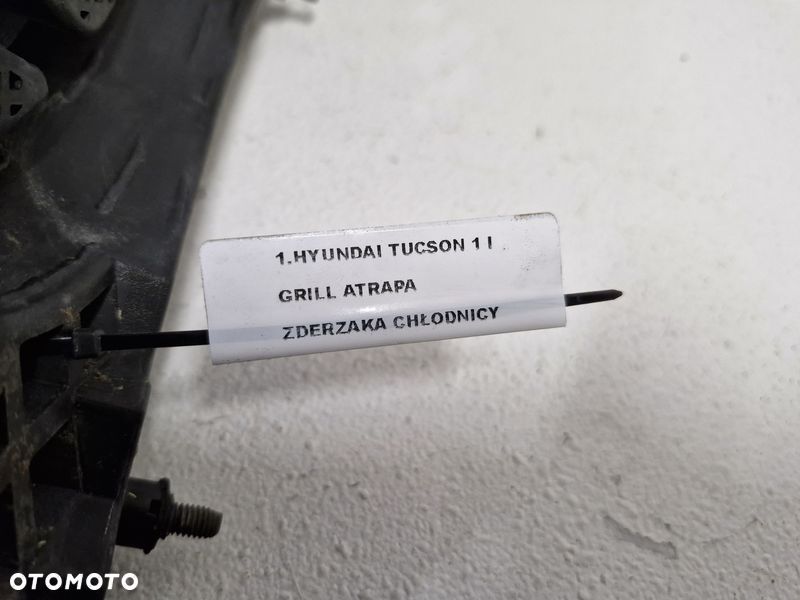 1.HYUNDAI TUCSON 1 I
GRILL ATRAPA
ZDERZAKA CHŁODNICY
OTOMOTO